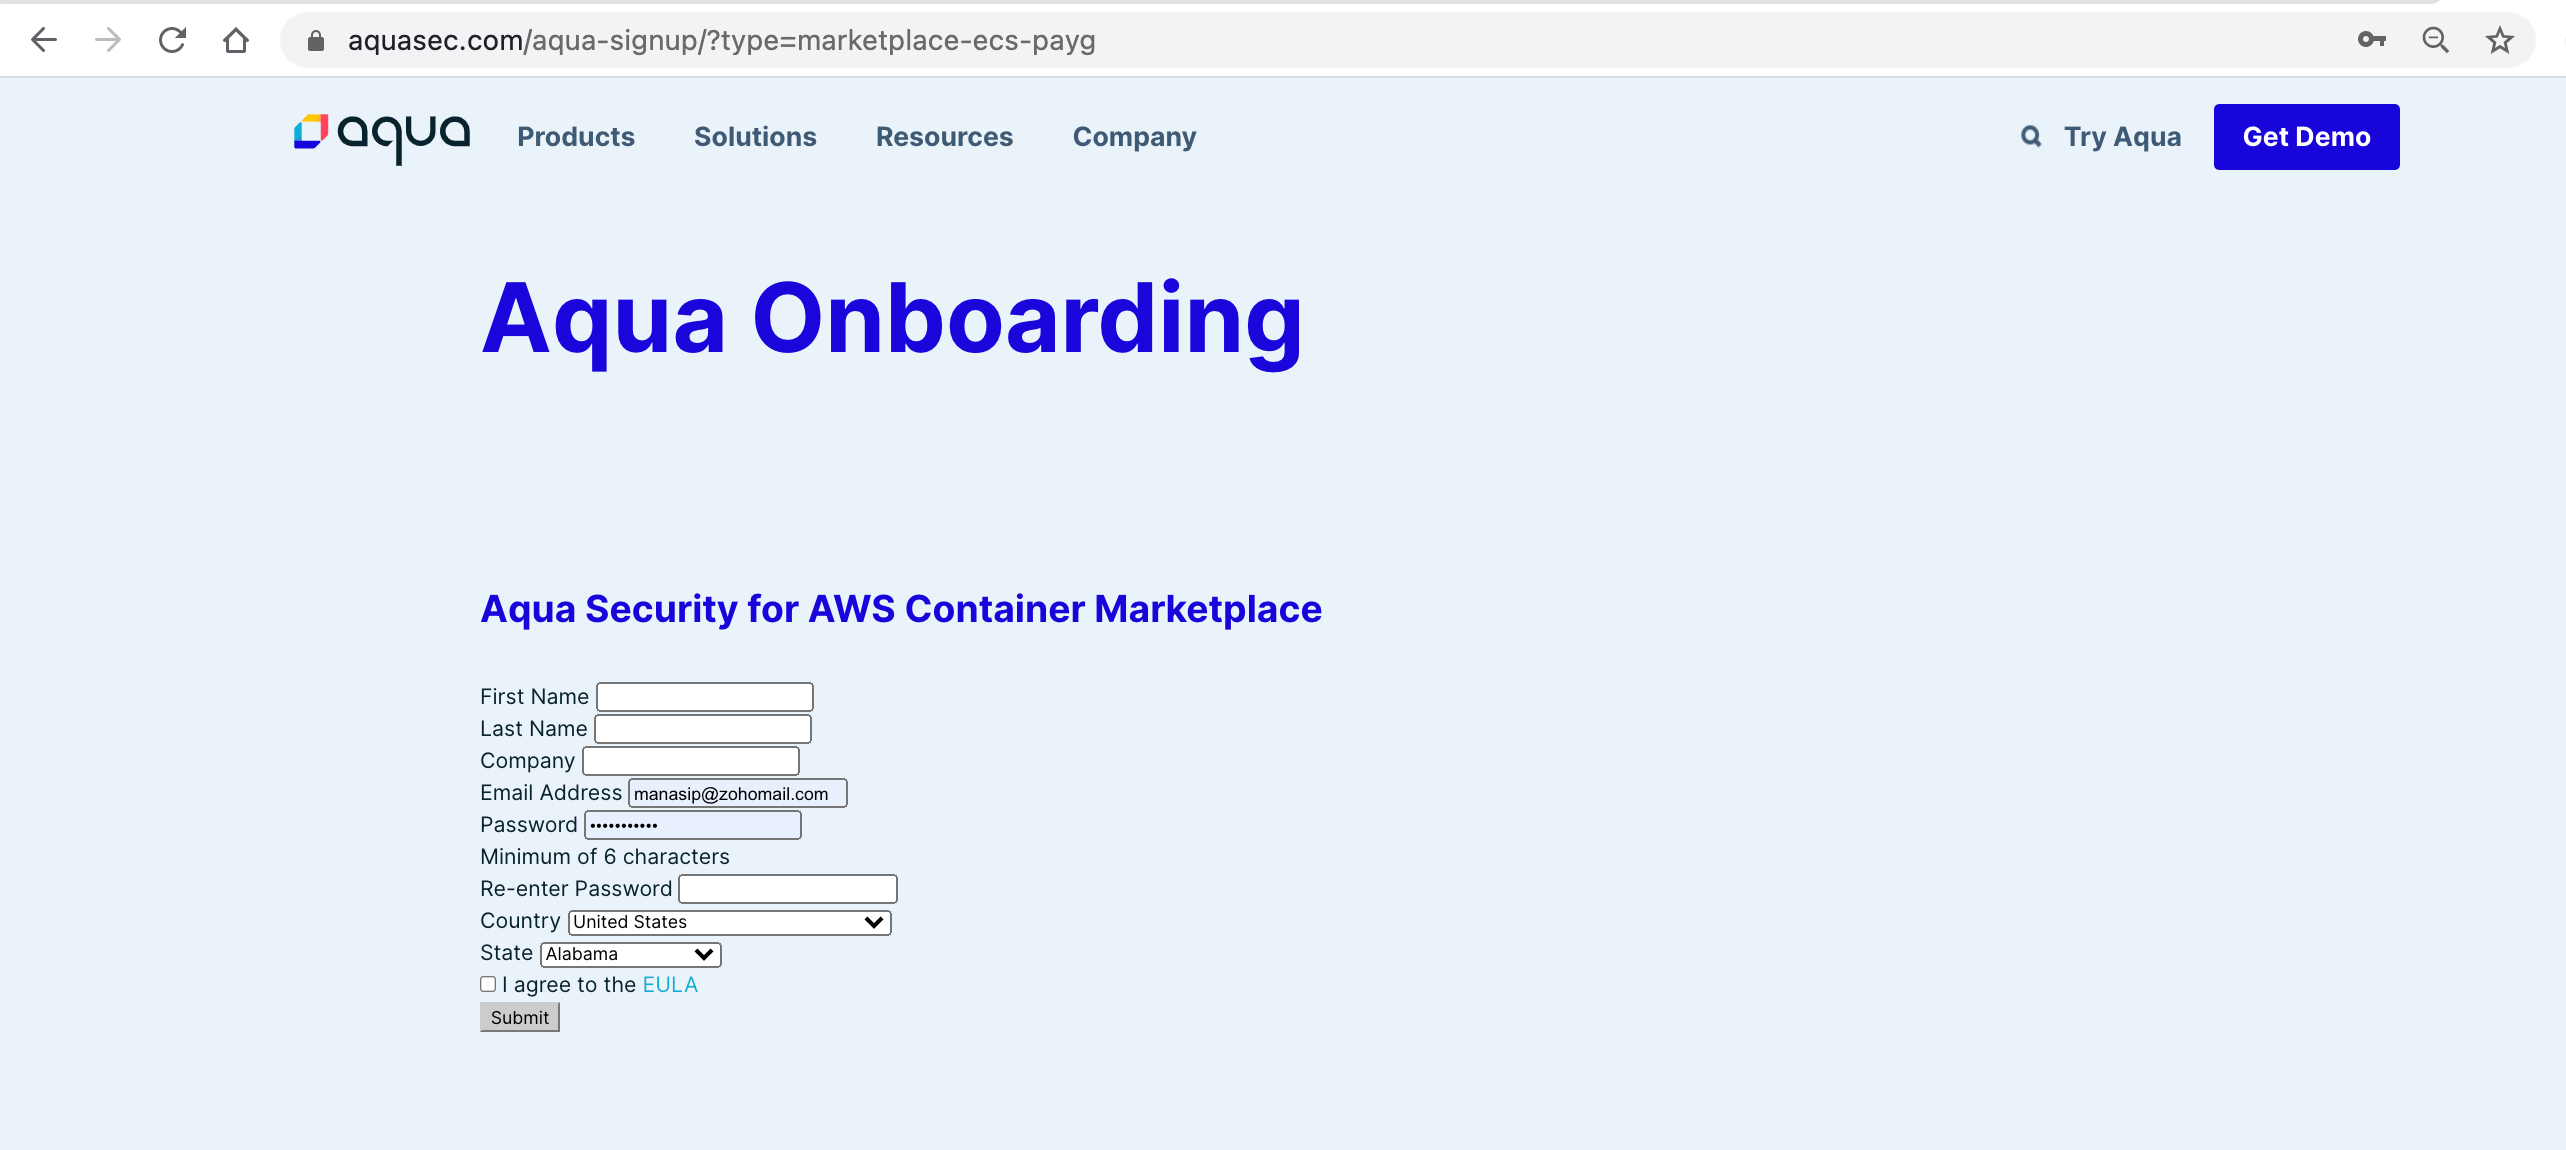 aquasec.com/aqua-signup/?type=marketplace-ecs-payg
aqua Products Solutions Resources Company Try Aqua Get Demo
Aqua Onboarding
Aqua Security for AWS Container Marketplace
First Name
Last Name
Company
Email Address manasip@zohomail.com
Password •••••••••••
Minimum of 6 characters
Re-enter Password
Country United States
State Alabama
I agree to the EULA
Submit